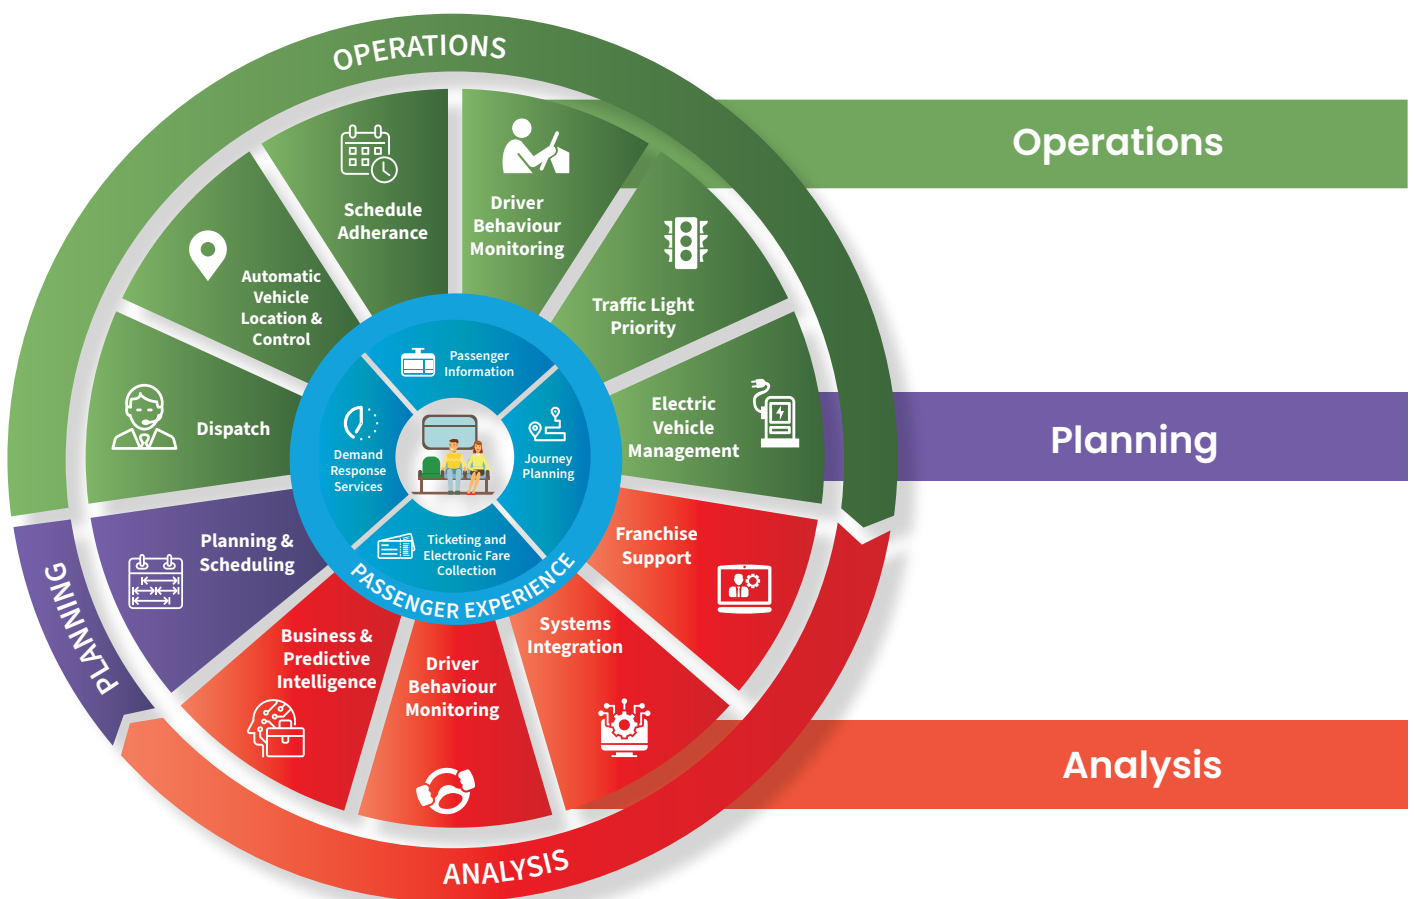 OPERATIONS
Operations
Schedule
Adherance
Driver
Behaviour
Monitoring
Automatic
Vehicle
Location &
Control
Traffic Light
Priority
Dispatch
Electric
Vehicle
Management
Planning
Passenger
Information
Demand
Response
Services
Journey
Planning
Ticketing and
Electronic Fare
Collection
PASSENGER EXPERIENCE
PLANNING
Planning &
Scheduling
Franchise
Support
Business &
Predictive
Intelligence
Driver
Behaviour
Monitoring
Systems
Integration
Analysis
ANALYSIS